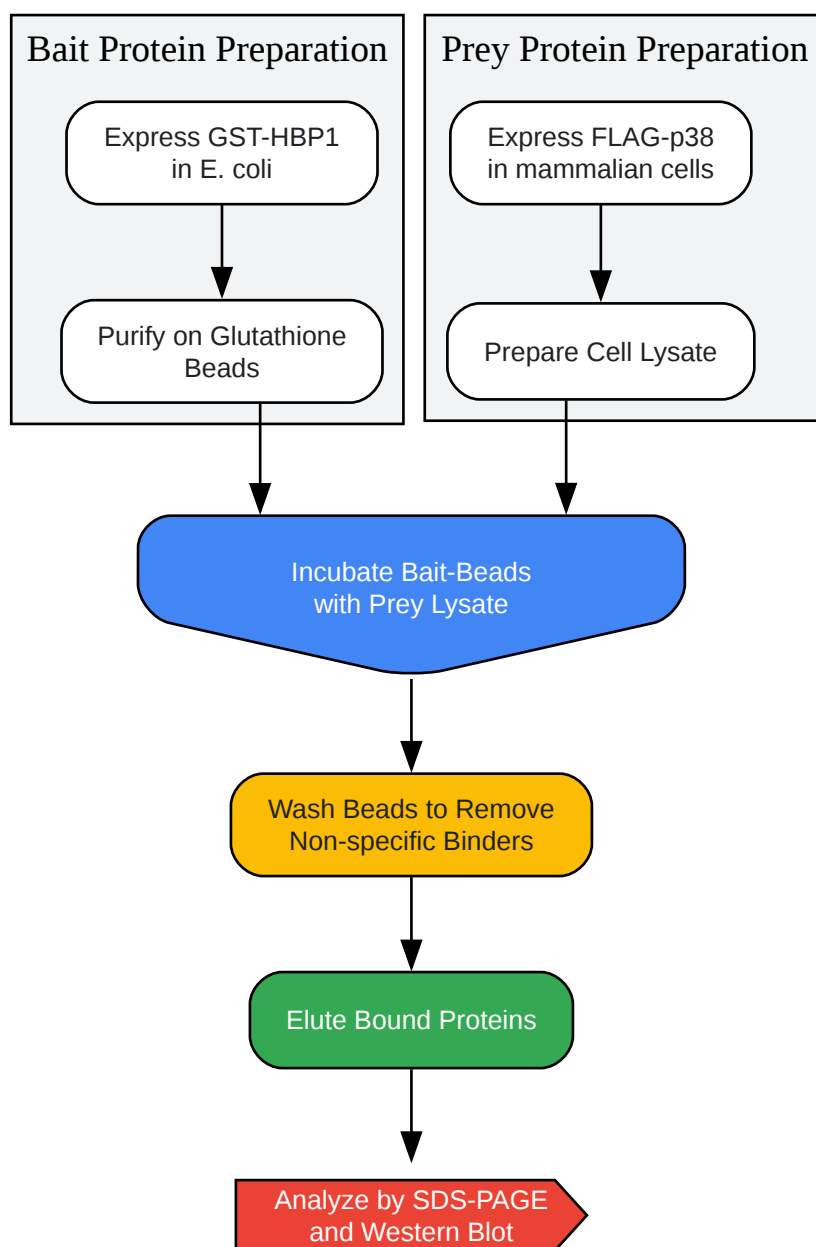 Bait Protein Preparation
Express GST-HBP1
in E. coli
Purify on Glutathione
Beads
Prey Protein Preparation
Express FLAG-p38
in mammalian cells
Prepare Cell Lysate
Incubate Bait-Beads
with Prey Lysate
Wash Beads to Remove
Non-specific Binders
Elute Bound Proteins
Analyze by SDS-PAGE
and Western Blot